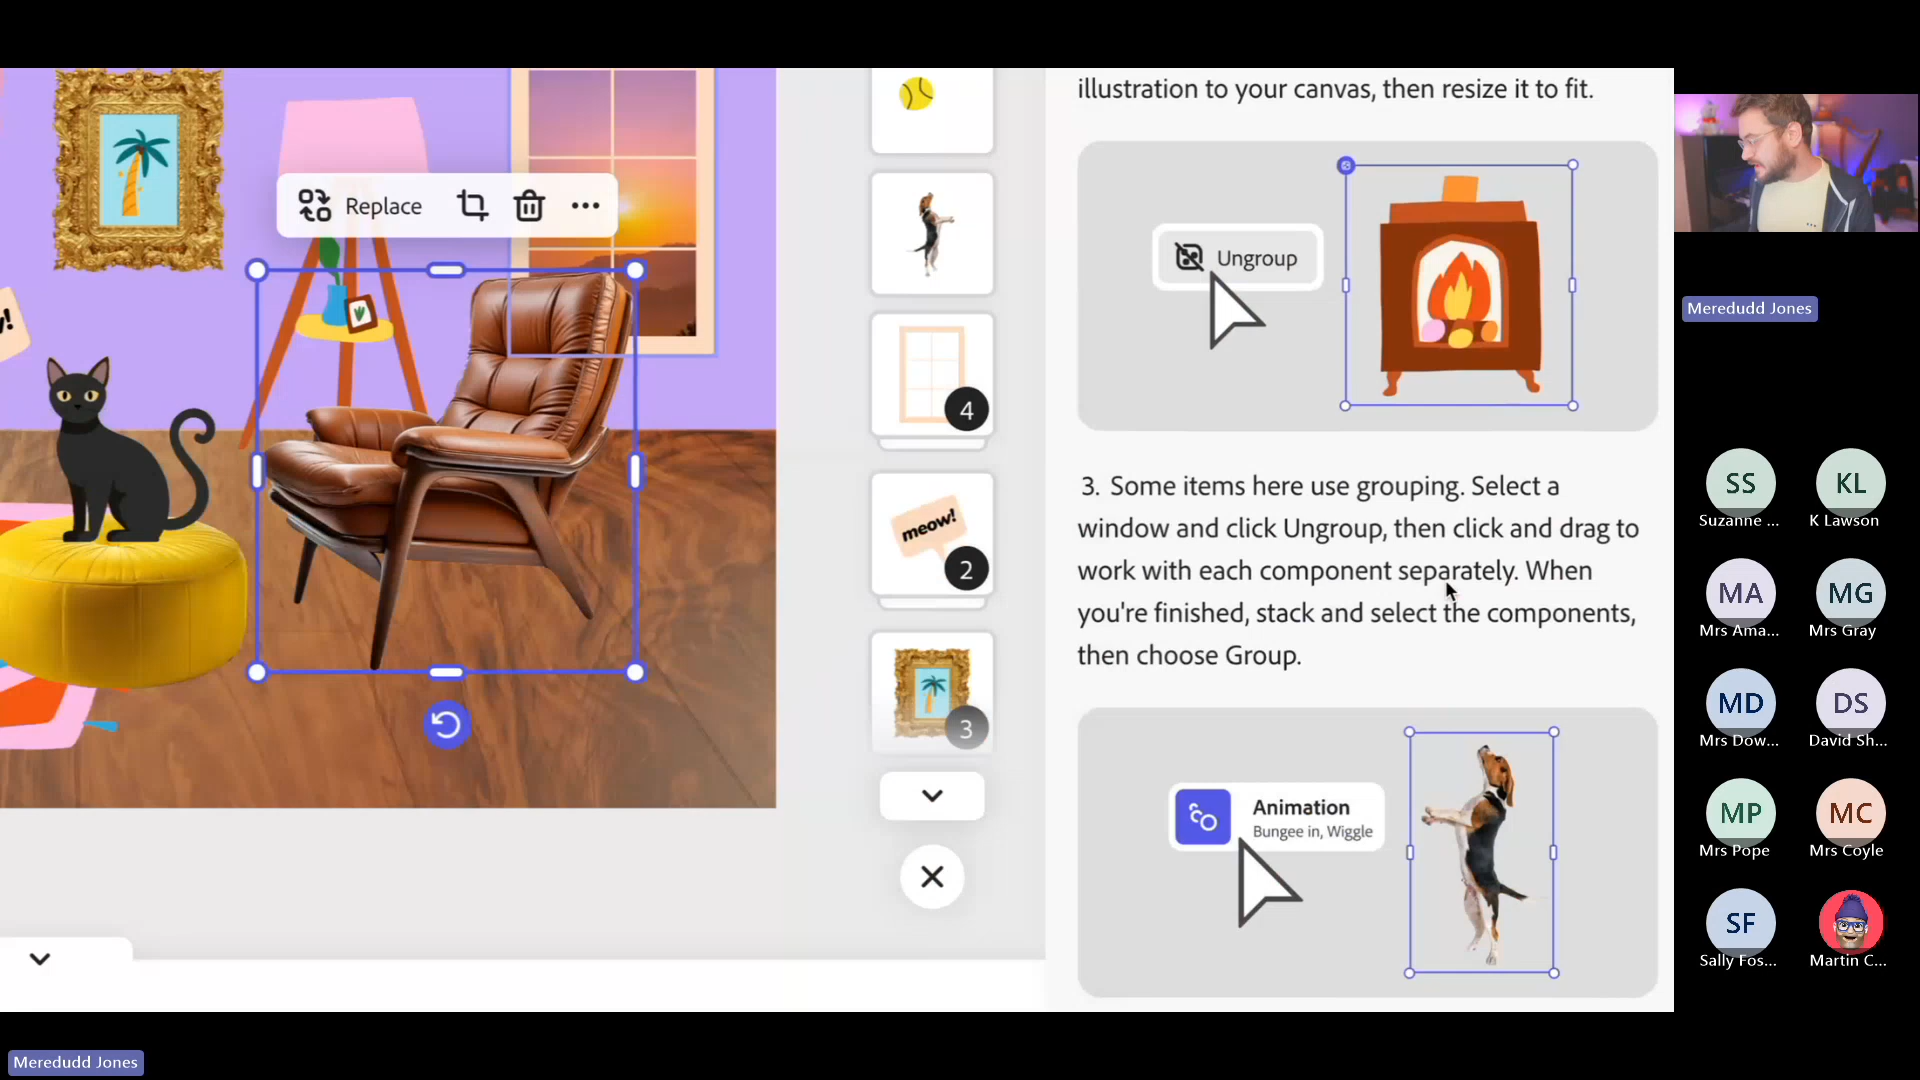 illustration to your canvas, then resize it to fit.
Replace
Ungroup
y!
4
meow!
2
3
3. Some items here use grouping. Select a
window and click Ungroup, then click and drag to
work with each component separately. When
you're finished, stack and select the components,
then choose Group.
Animation
Bungee in, Wiggle
Meredudd Jones
SS
Suzanne ...
KL
K Lawson
MA
Mrs Ama...
MG
Mrs Gray
MD
Mrs Dow...
DS
David Sh...
MP
Mrs Pope
MC
Mrs Coyle
SF
Sally Fos...
Martin C...
Meredudd Jones